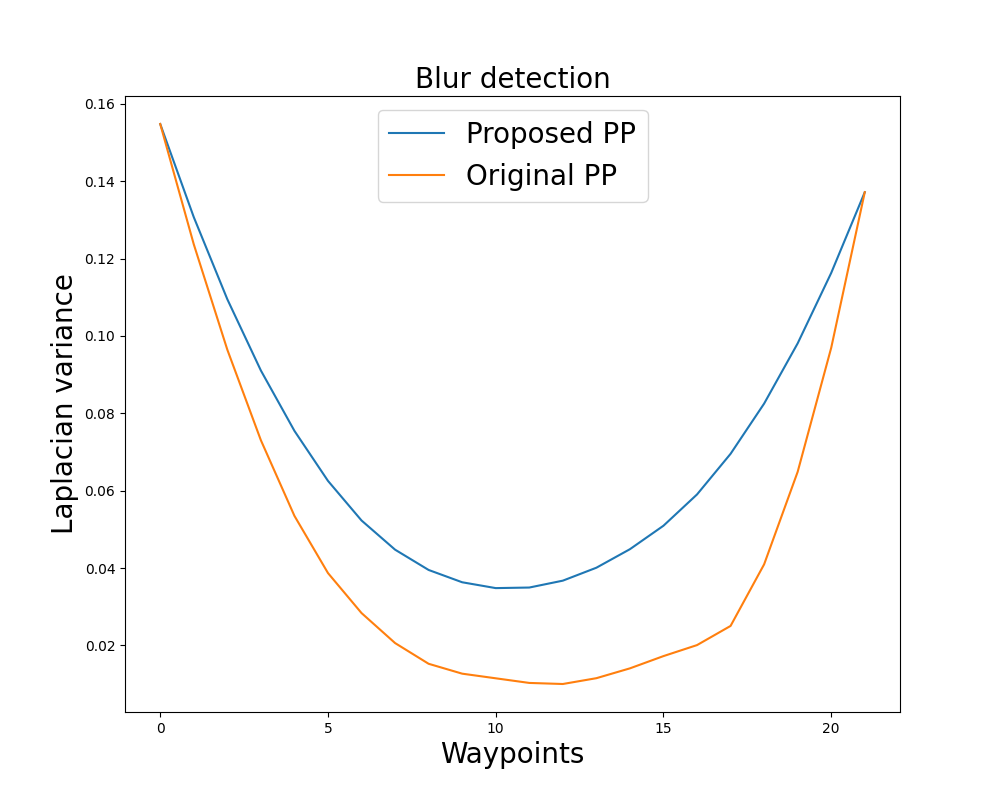 Blur detection
Proposed PP
Original PP
Laplacian variance
0.16
0.14
0.12
0.10
0.08
0.06
0.04
0.02
0
5
10
15
20
Waypoints